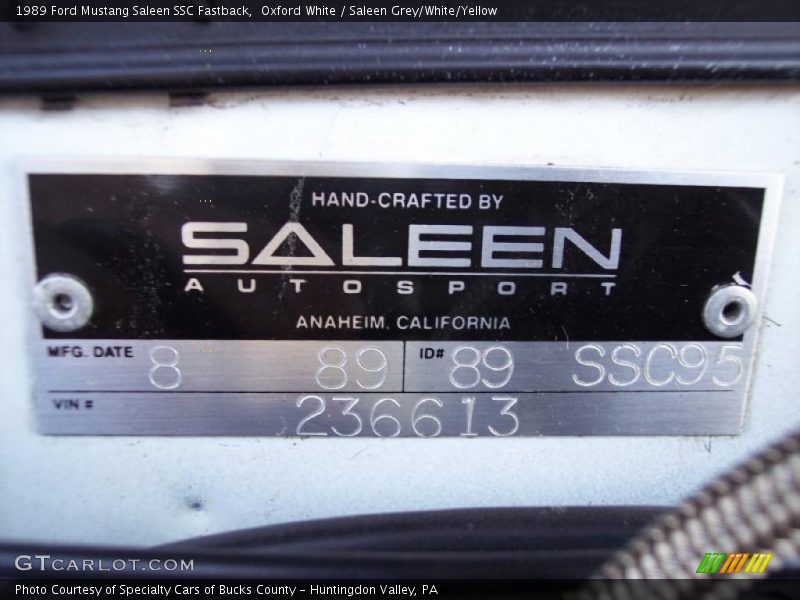 1989 Ford Mustang Saleen SSC Fastback,  Oxford White / Saleen Grey/White/Yellow
HAND-CRAFTED BY
SALEEN
AUTOSPORT
ANAHEIM, CALIFORNIA
MFG. DATE 8 89 ID# 89 SSC95
VIN # 236613
GTCARLOT.COM
Photo Courtesy of Specialty Cars of Bucks County - Huntingdon Valley, PA